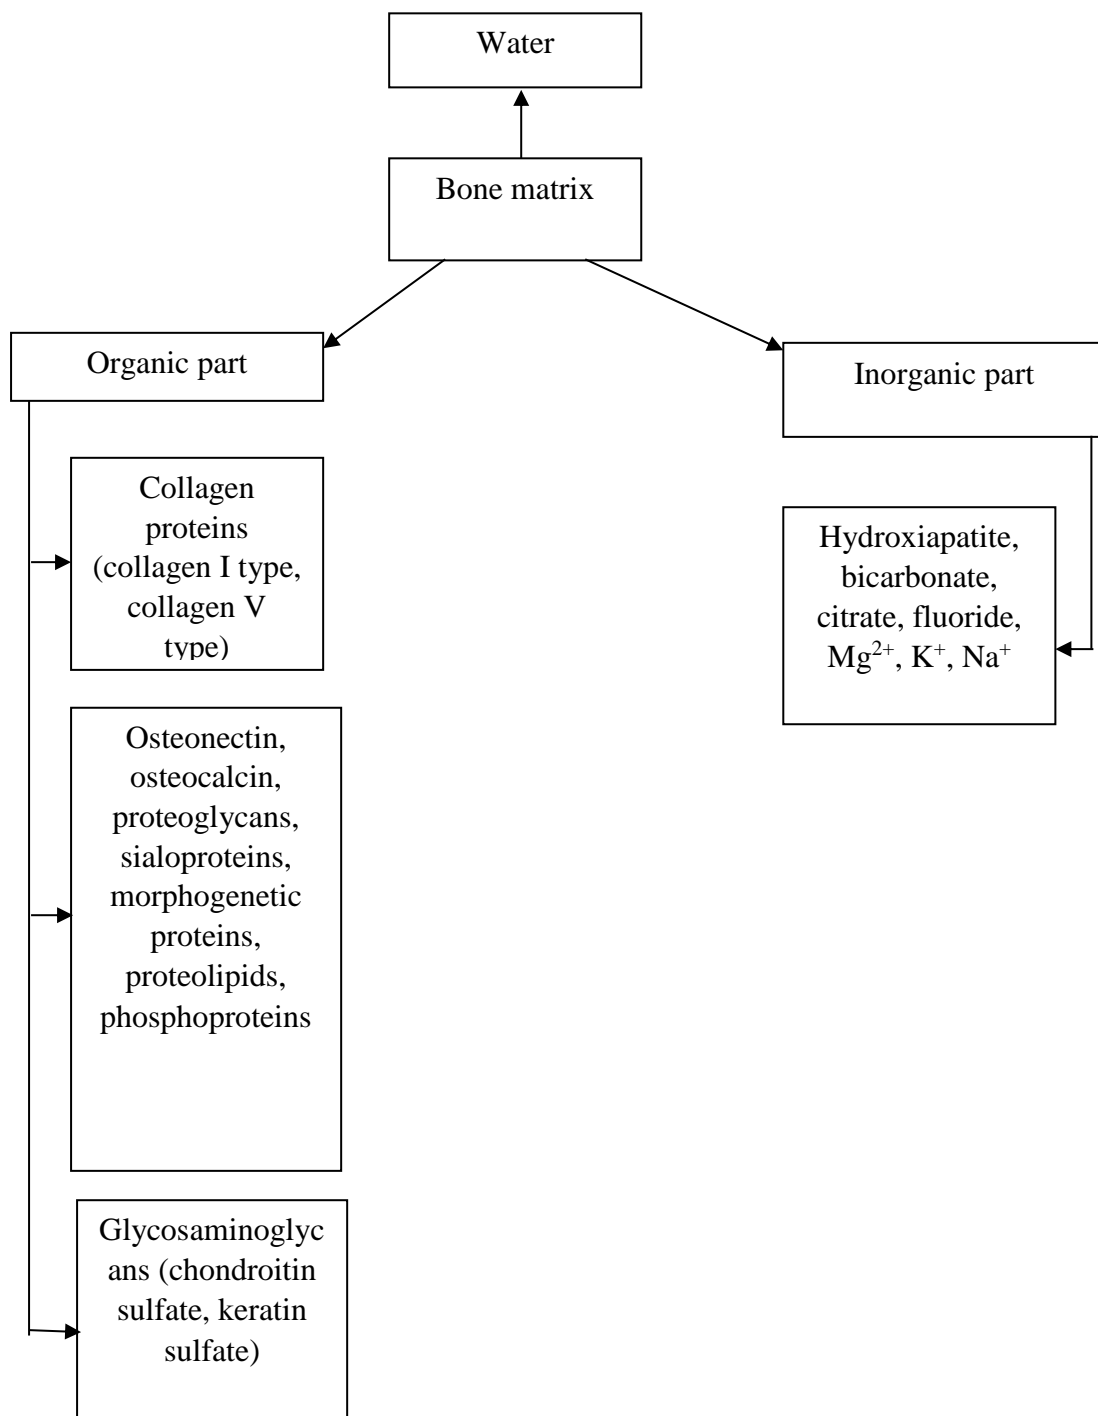 Water
Bone matrix
Organic part
Inorganic part
Collagen
proteins
(collagen I type,
collagen V
type)
Hydroxiapatite,
bicarbonate,
citrate, fluoride,
Mg²⁺, K⁺, Na⁺
Osteonectin,
osteocalcin,
proteoglycans,
sialoproteins,
morphogenetic
proteins,
proteolipids,
phosphoproteins
Glycosaminoglyc
ans (chondroitin
sulfate, keratin
sulfate)